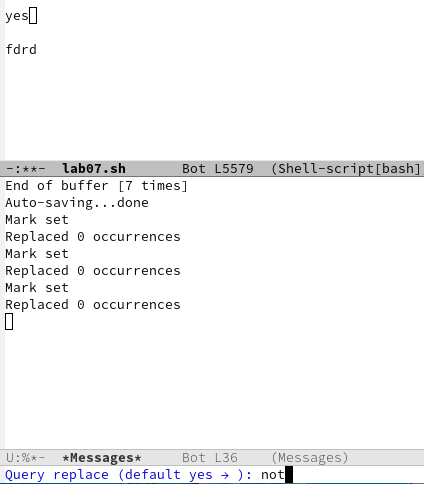 yes
fdrd
-:**-  lab07.sh       Bot L5579  (Shell-script[bash]
End of buffer [7 times]
Auto-saving...done
Mark set
Replaced 0 occurrences
Mark set
Replaced 0 occurrences
Mark set
Replaced 0 occurrences
U:%*-  *Messages*     Bot L36    (Messages)
Query replace (default yes → ): not